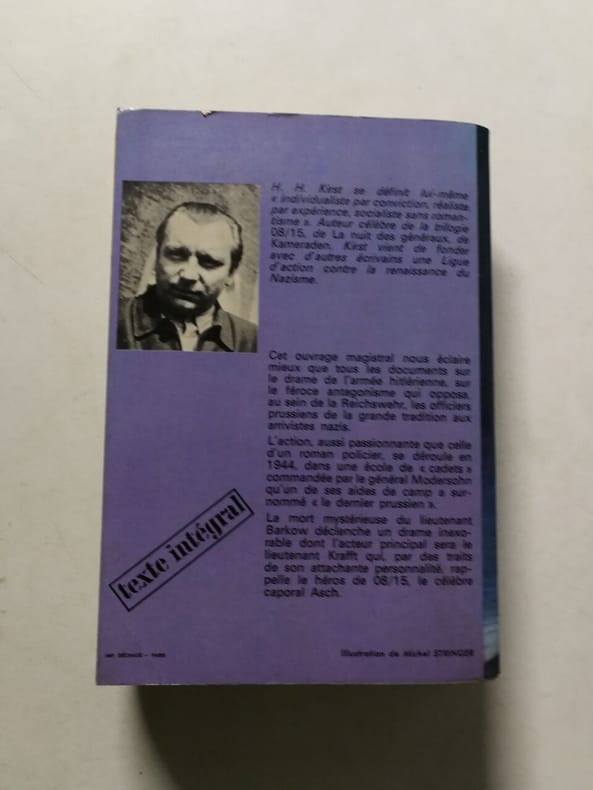 H. H. Kirst se définit lui-même
« individualiste par conviction, réaliste
par expérience, socialiste sans roman-
tisme ». Auteur célèbre de la trilogie
08/15, de La nuit des généraux, de
Kameraden, Kirst vient de fonder
avec d'autres écrivains une Ligue
d'action contre la renaissance du
Nazisme.
Cet ouvrage magistral nous éclaire
mieux que tous les documents sur
le drame de l'armée hitlérienne, sur
le féroce antagonisme qui opposa,
au sein de la Reichswehr, les officiers
prussiens de la grande tradition aux
arrivistes nazis.
L'action, aussi passionnante que celle
d'un roman policier, se déroule en
1944, dans une école de « cadets »
commandée par le général Modersohn
qu'un de ses aides de camp a sur-
nommé « le dernier prussien ».
La mort mystérieuse du lieutenant
Barkow déclenche un drame inexo-
rable dont l'acteur principal sera le
lieutenant Krafft qui, par des traits
de son attachante personnalité, rap-
pelle le héros de 08/15, le célèbre
caporal Asch.
texte intégral
Illustration de Michel STRINGER